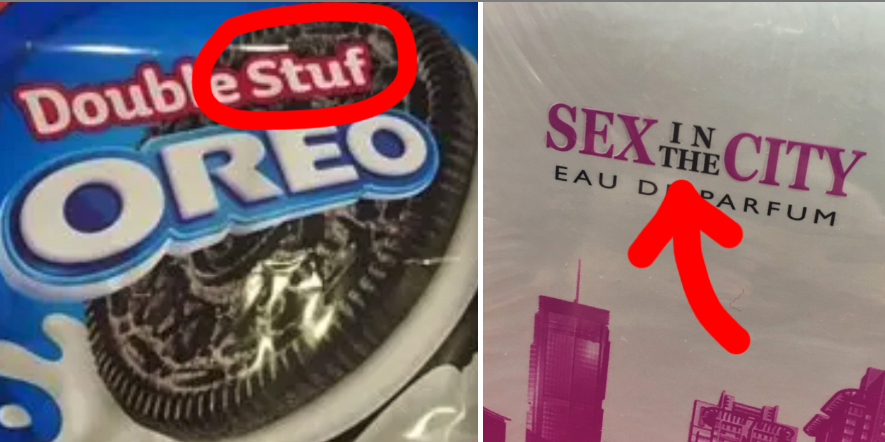 Double Stuf
OREO
SEX IN THE CITY
EAU DE PARFUM